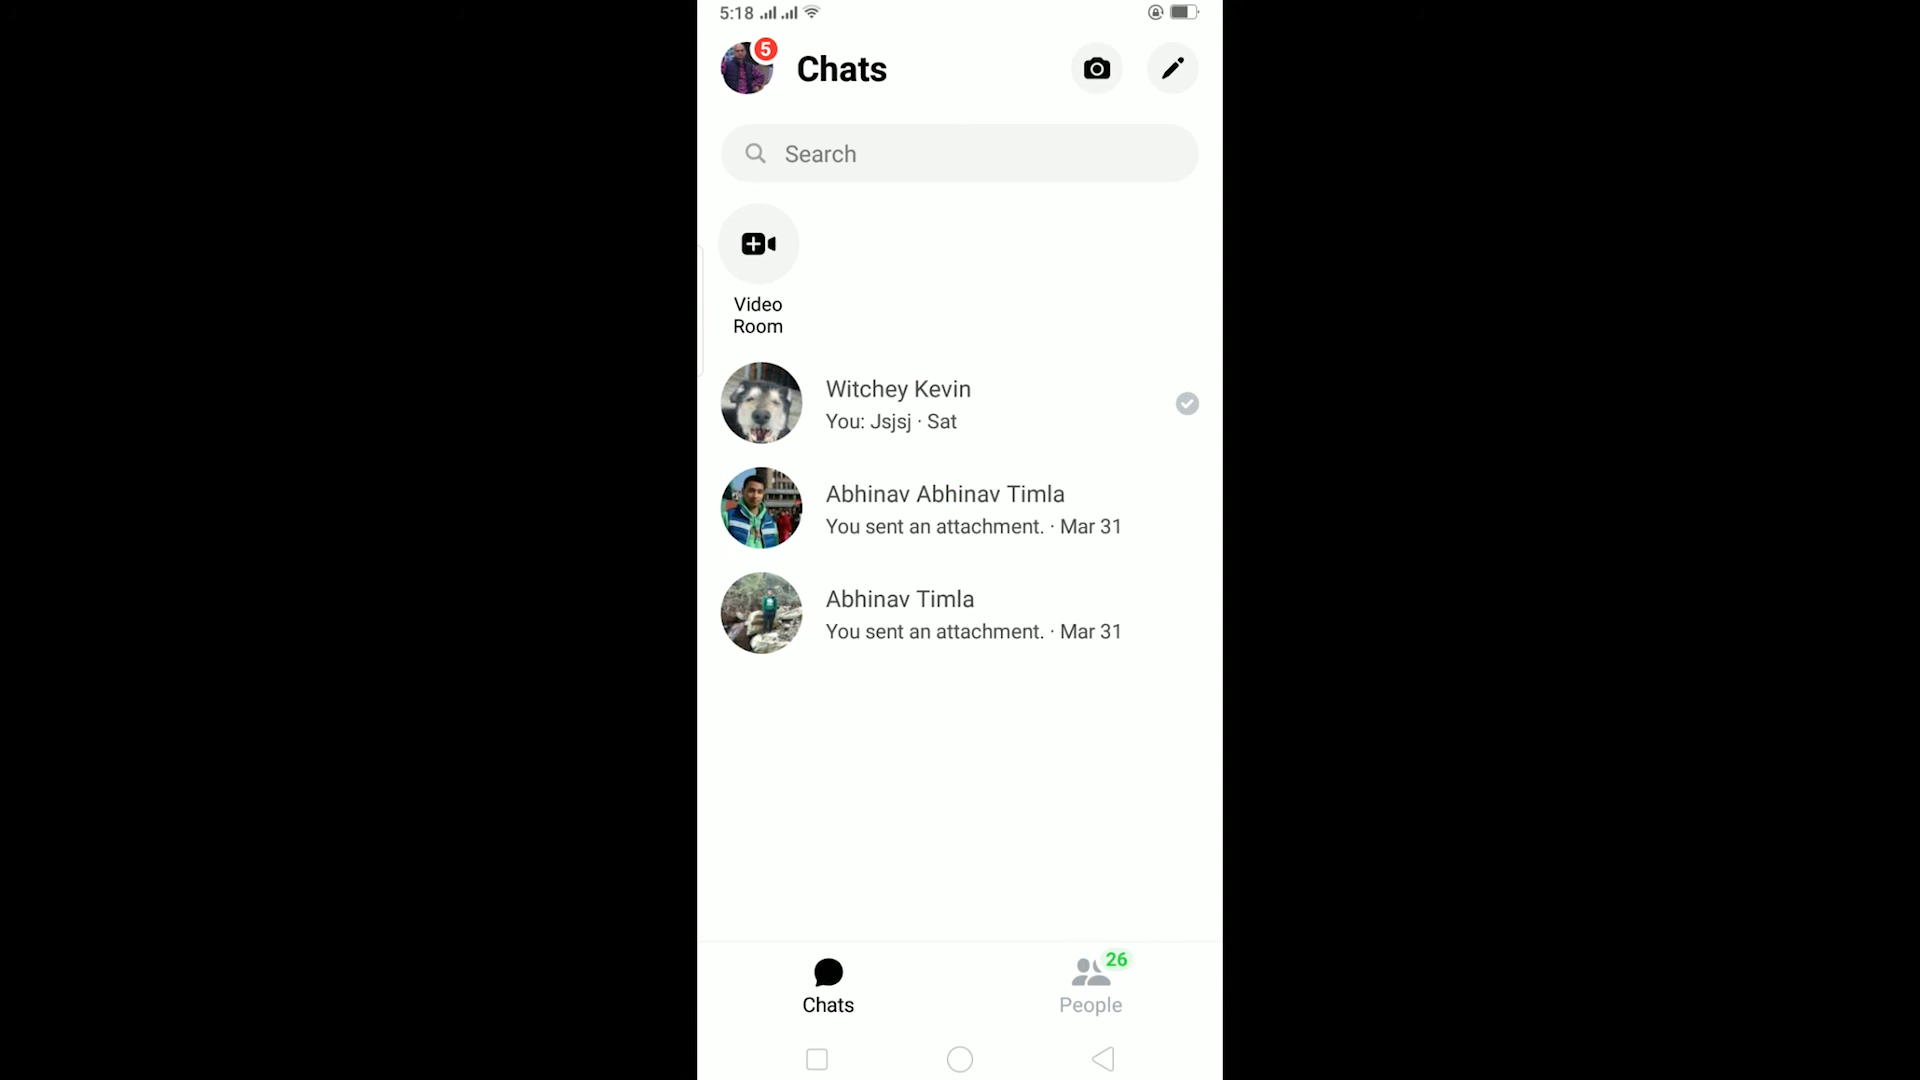 5:18
5
Chats
Search
Video
Room
Witchey Kevin
You: Jsjsj · Sat
Abhinav Abhinav Timla
You sent an attachment. · Mar 31
Abhinav Timla
You sent an attachment. · Mar 31
26
Chats
People